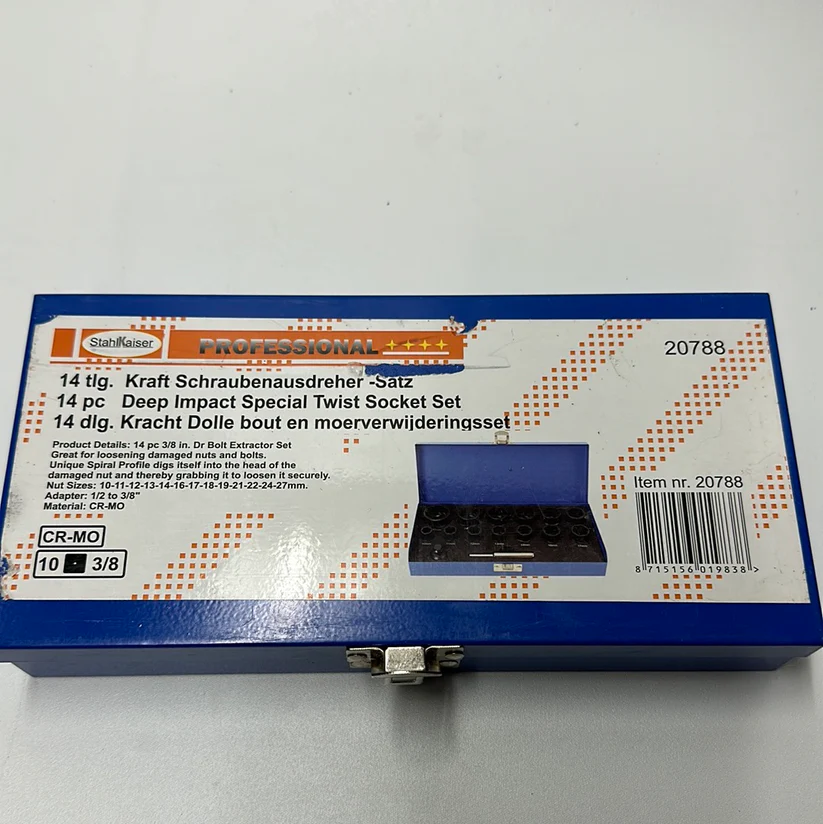 StahlKaiser
PROFESSIONAL
20788
14 tlg. Kraft Schraubenausdreher -Satz
14 pc Deep Impact Special Twist Socket Set
14 dlg. Kracht Dolle bout en moerverwijderingsset
Product Details: 14 pc 3/8 in. Dr Bolt Extractor Set
Great for loosening damaged nuts and bolts.
Unique Spiral Profile digs itself into the head of the
damaged nut and thereby grabbing it to loosen it securely.
Nut Sizes: 10-11-12-13-14-16-17-18-19-21-22-24-27mm.
Adapter: 1/2 to 3/8"
Material: CR-MO
CR-MO
10 3/8
Item nr. 20788
8 715156 019838 >